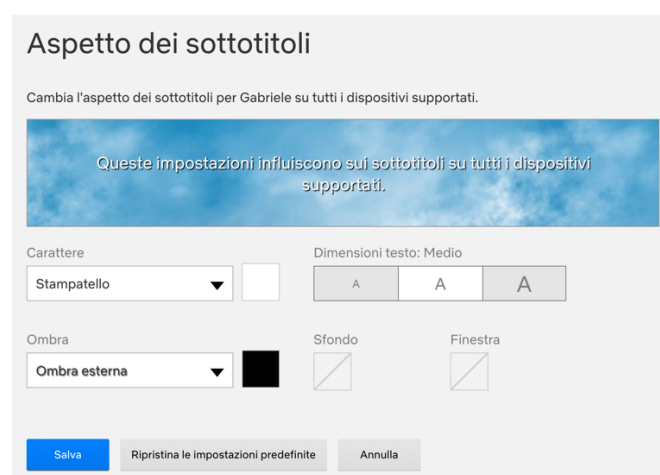 Aspetto dei sottotitoli
Cambia l'aspetto dei sottotitoli per Gabriele su tutti i dispositivi supportati.
Queste impostazioni influiscono sui sottotitoli su tutti i dispositivi
supportati.
Carattere
Dimensioni testo: Medio
Stampatello
A A A
Ombra
Sfondo
Finestra
Ombra esterna
Salva
Ripristina le impostazioni predefinite
Annulla